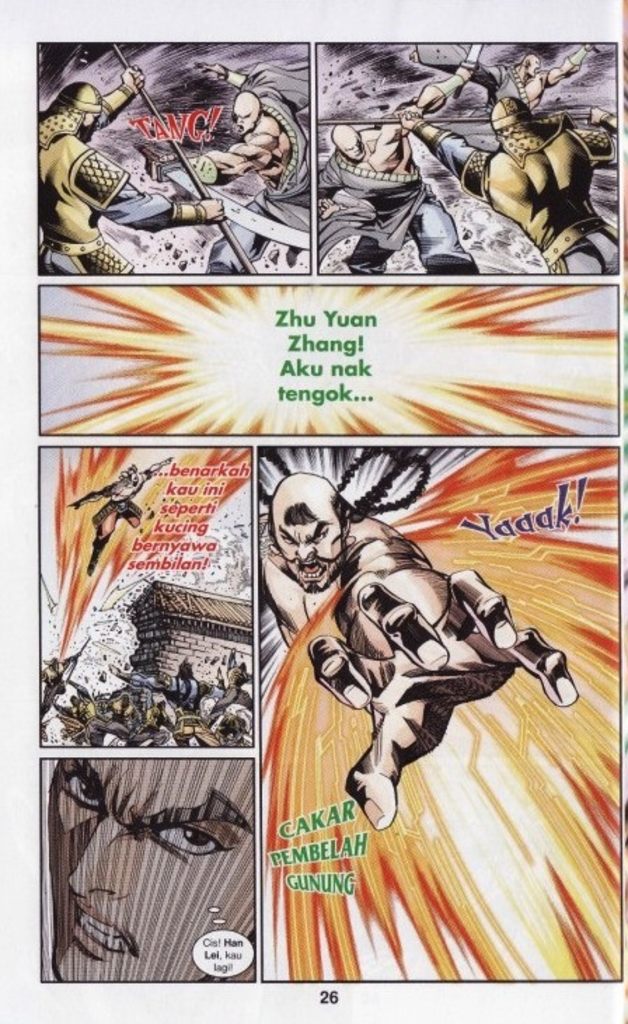 TANG!
Zhu Yuan
Zhang!
Aku nak
tengok...
...benarkah
kau ini
seperti
kucing
bernyawa
sembilan!
Yaaak!
CAKAR
PEMBELAH
GUNUNG
Cis! Han
Lei, kau
lagi!
26